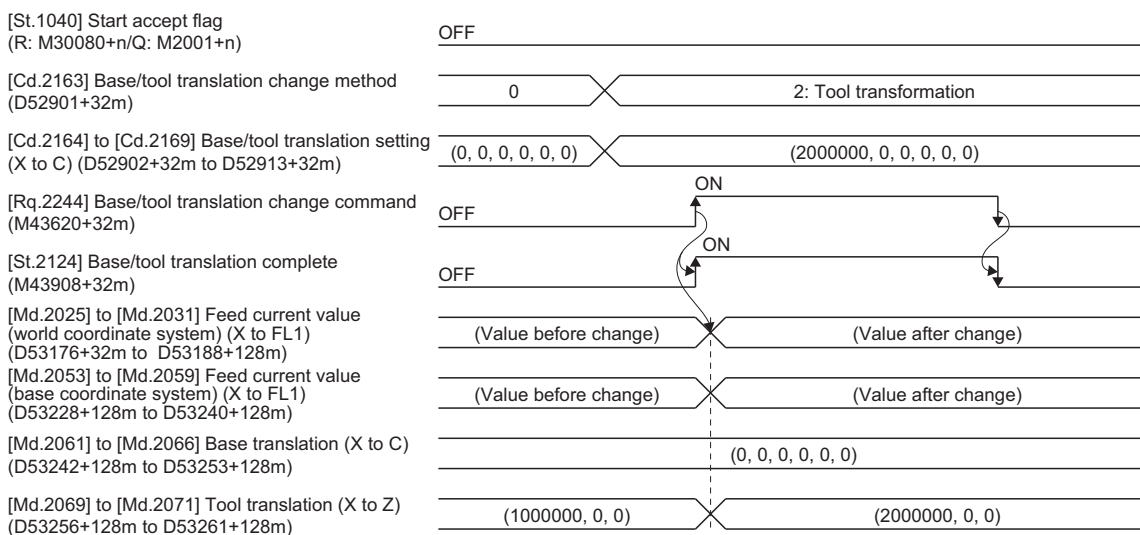 [St.1040] Start accept flag
(R: M30080+n/Q: M2001+n)
OFF
[Cd.2163] Base/tool translation change method
(D52901+32m)
0
2: Tool transformation
[Cd.2164] to [Cd.2169] Base/tool translation setting
(X to C) (D52902+32m to D52913+32m)
(0, 0, 0, 0, 0, 0)
(2000000, 0, 0, 0, 0, 0)
[Rq.2244] Base/tool translation change command
(M43620+32m)
OFF
ON
[St.2124] Base/tool translation complete
(M43908+32m)
OFF
ON
[Md.2025] to [Md.2031] Feed current value
(world coordinate system) (X to FL1)
(D53176+32m to D53188+128m)
(Value before change)
(Value after change)
[Md.2053] to [Md.2059] Feed current value
(base coordinate system) (X to FL1)
(D53228+128m to D53240+128m)
(Value before change)
(Value after change)
[Md.2061] to [Md.2066] Base translation (X to C)
(D53242+128m to D53253+128m)
(0, 0, 0, 0, 0, 0)
[Md.2069] to [Md.2071] Tool translation (X to Z)
(D53256+128m to D53261+128m)
(1000000, 0, 0)
(2000000, 0, 0)